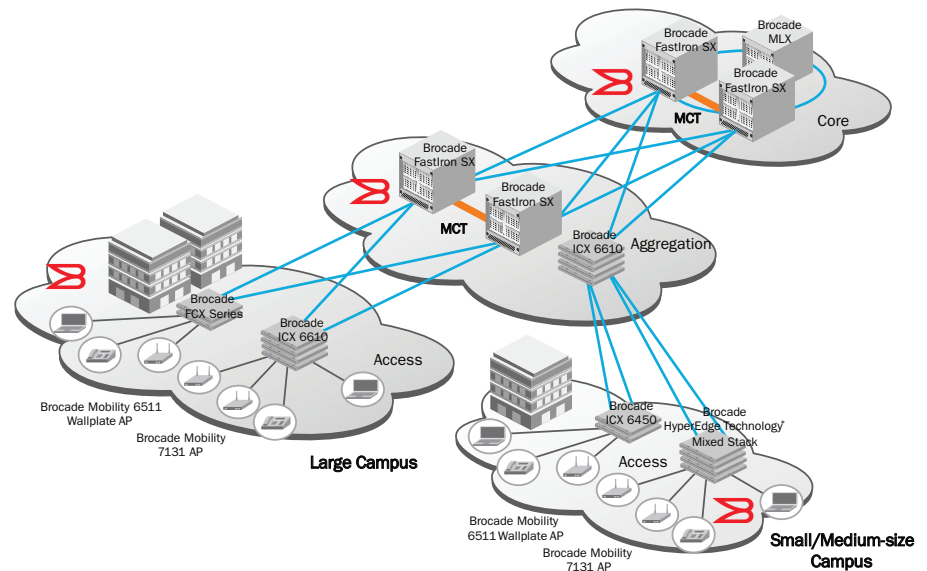 Brocade
FastIron SX
Brocade
MLX
Brocade
FastIron SX
MCT
Core
Brocade
FastIron SX
Brocade
FastIron SX
MCT
Brocade
ICX 6610
Aggregation
Brocade
FCX Series
Brocade
ICX 6610
Access
Brocade Mobility 6511
Wallplate AP
Brocade Mobility
7131 AP
Large Campus
Brocade
ICX 6450
Brocade
HyperEdge Technology
Mixed Stack
Access
Brocade Mobility
6511 Wallplate AP
Brocade Mobility
7131 AP
Small/Medium-size
Campus